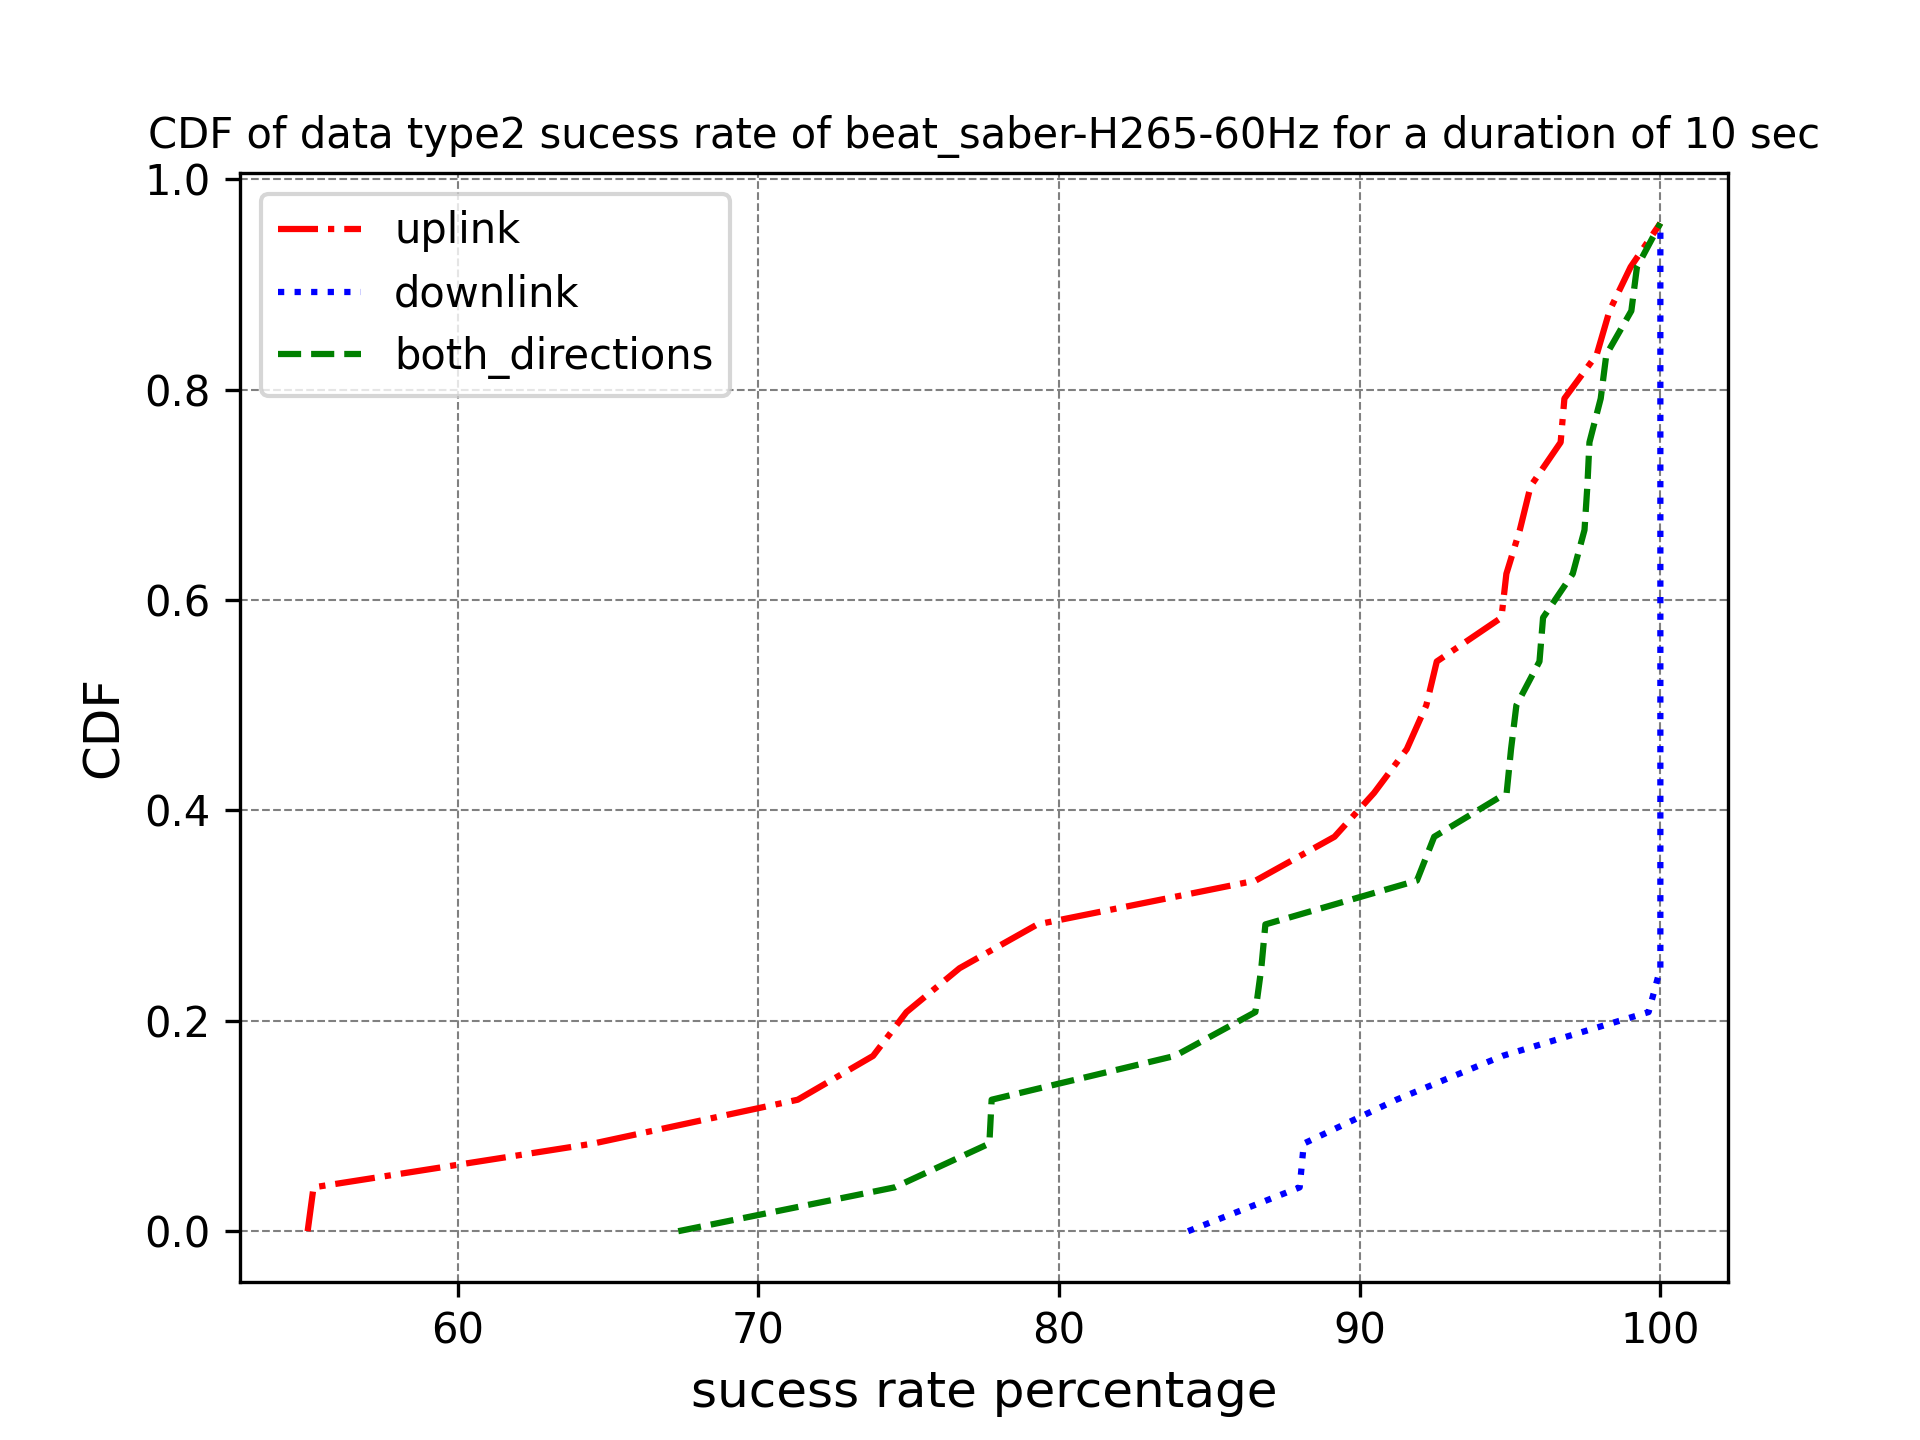 CDF of data type2 sucess rate of beat_saber-H265-60Hz for a duration of 10 sec
1.0
0.8
0.6
0.4
0.2
0.0
CDF
uplink
downlink
both_directions
60 70 80 90 100
sucess rate percentage